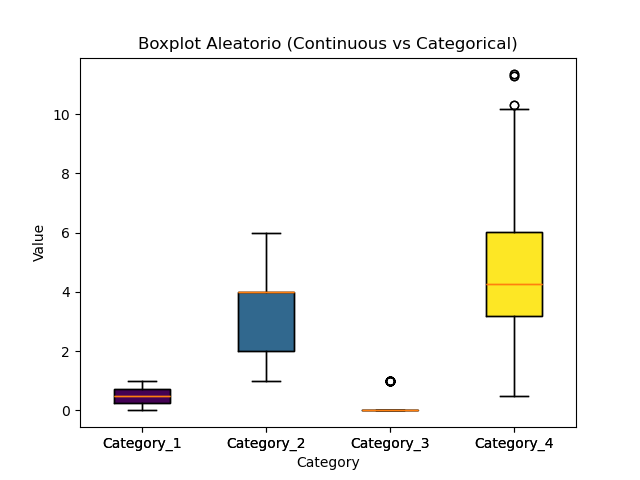 Boxplot Aleatorio (Continuous vs Categorical)
Value
10
8
6
4
2
0
Category_1 Category_2 Category_3 Category_4
Category